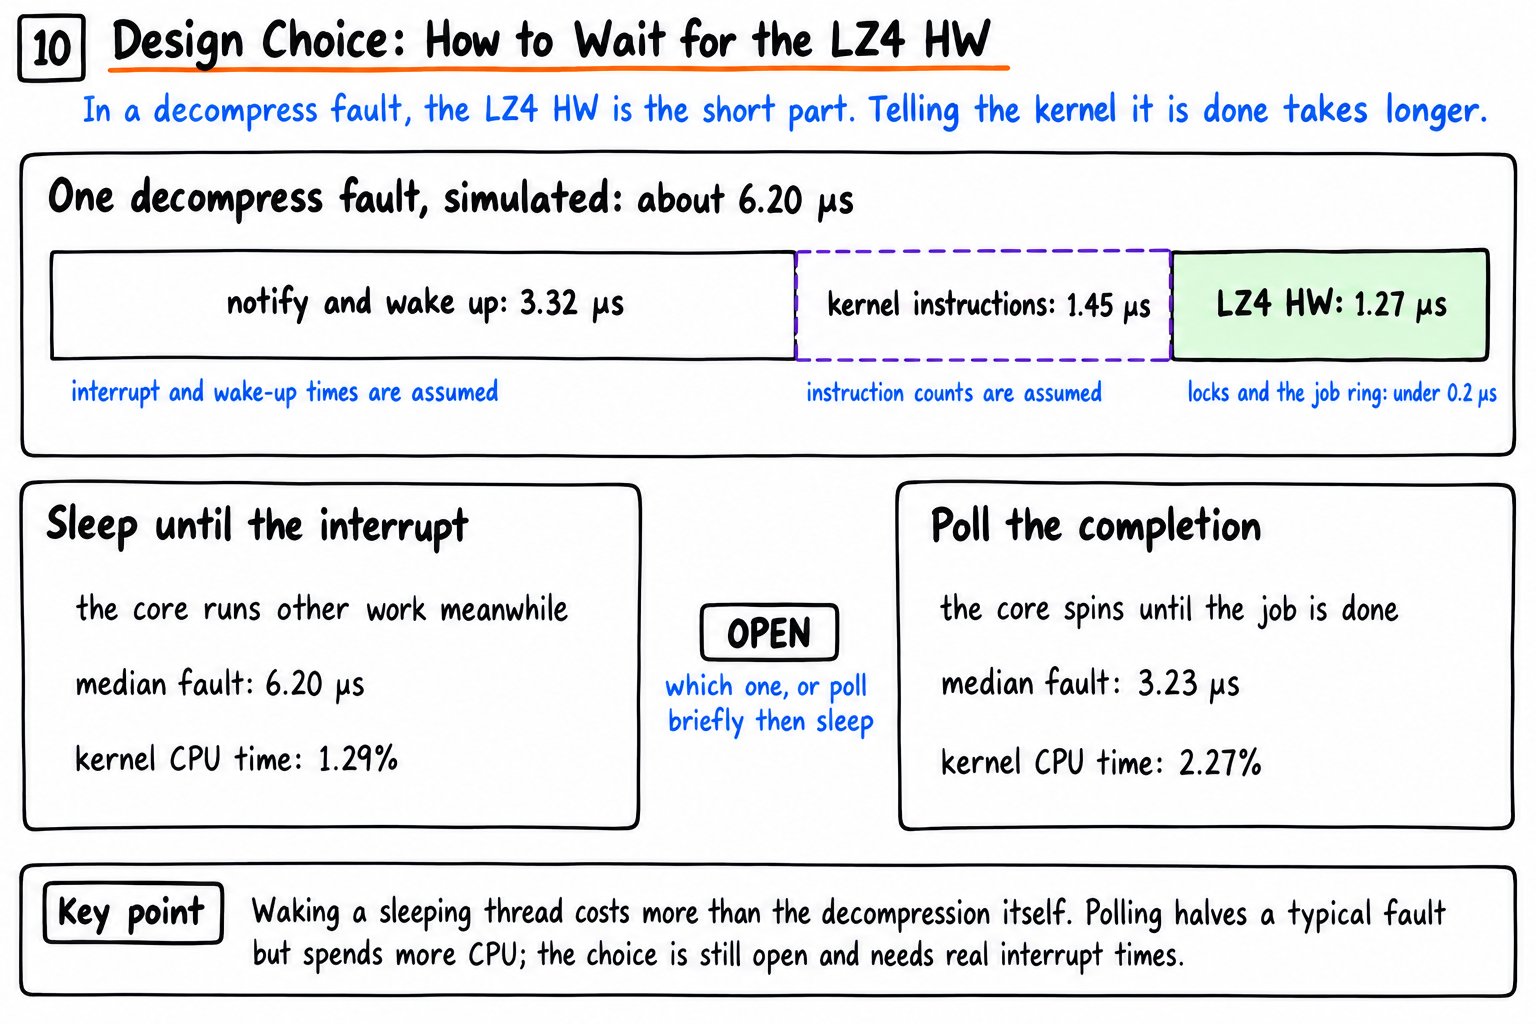 10 Design Choice: How to Wait for the LZ4 HW
In a decompress fault, the LZ4 HW is the short part. Telling the kernel it is done takes longer.
One decompress fault, simulated: about 6.20 µs
notify and wake up: 3.32 µs
kernel instructions: 1.45 µs
LZ4 HW: 1.27 µs
interrupt and wake-up times are assumed
instruction counts are assumed
locks and the job ring: under 0.2 µs
Sleep until the interrupt
the core runs other work meanwhile
median fault: 6.20 µs
kernel CPU time: 1.29%
OPEN
which one, or poll
briefly then sleep
Poll the completion
the core spins until the job is done
median fault: 3.23 µs
kernel CPU time: 2.27%
Key point
Waking a sleeping thread costs more than the decompression itself. Polling halves a typical fault
but spends more CPU; the choice is still open and needs real interrupt times.